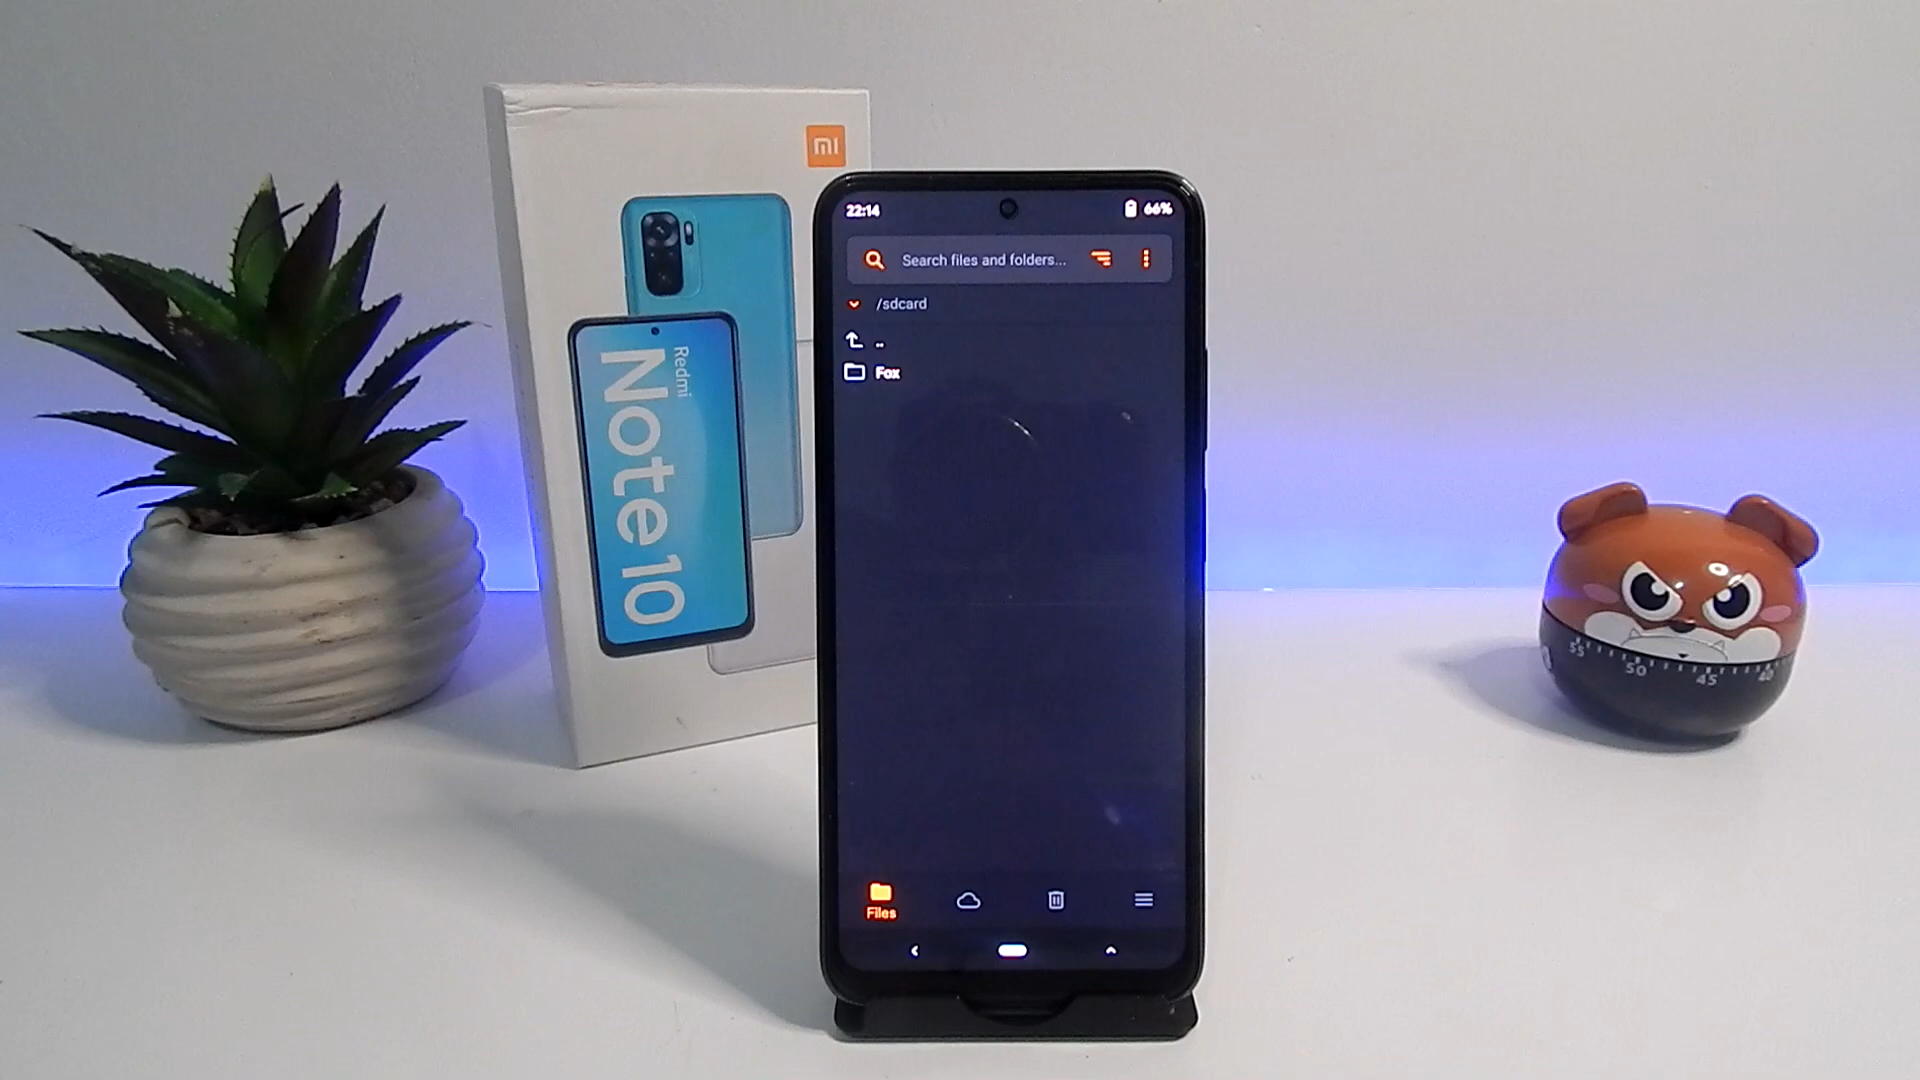 mi
Redmi
Note 10
22:14
66%
Search files and folders...
/sdcard
..
Fox
Files
55 50 45 40